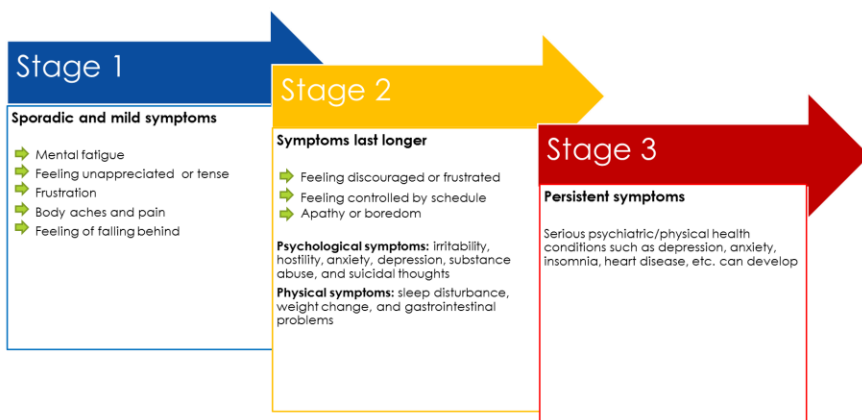 Stage 1
Sporadic and mild symptoms
Mental fatigue
Feeling unappreciated or tense
Frustration
Body aches and pain
Feeling of falling behind
Stage 2
Symptoms last longer
Feeling discouraged or frustrated
Feeling controlled by schedule
Apathy or boredom
Psychological symptoms: irritability,
hostility, anxiety, depression, substance
abuse, and suicidal thoughts
Physical symptoms: sleep disturbance,
weight change, and gastrointestinal
problems
Stage 3
Persistent symptoms
Serious psychiatric/physical health
conditions such as depression, anxiety,
insomnia, heart disease, etc. can develop